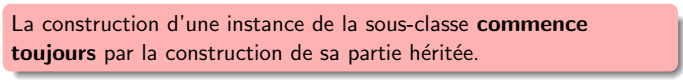 La construction d'une instance de la sous-classe commence
toujours par la construction de sa partie héritée.